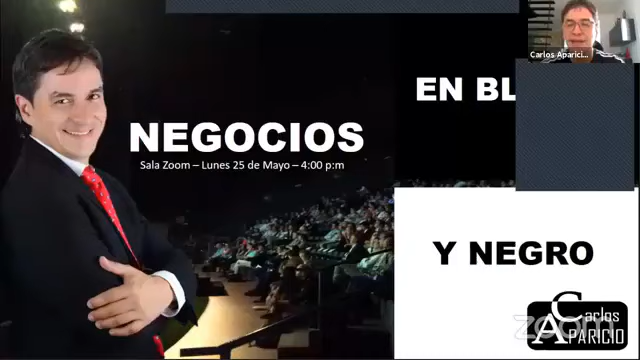 Carlos Aparici...
EN BL
NEGOCIOS
Sala Zoom – Lunes 25 de Mayo – 4:00 p:m
Y NEGRO
Carlos
APARICIO
zoom